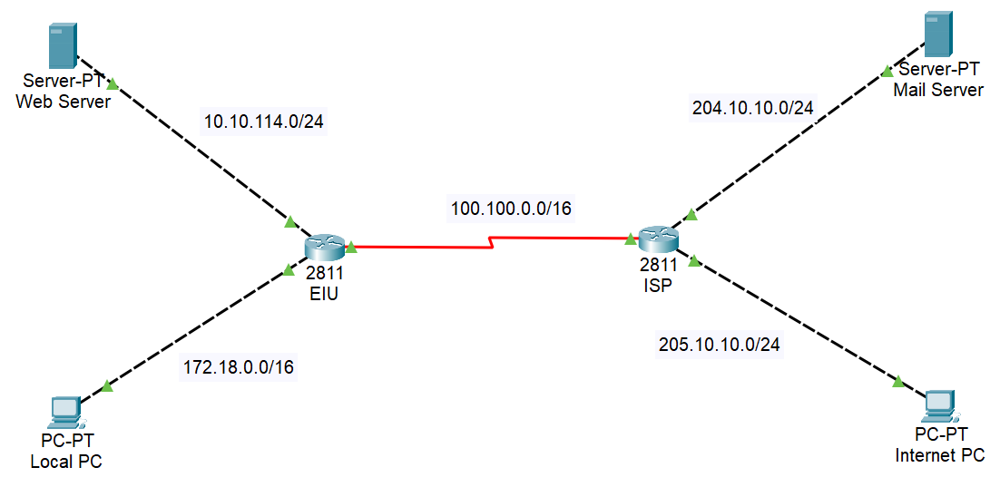 Server-PT
Web Server
Server-PT
Mail Server
10.10.114.0/24
204.10.10.0/24
100.100.0.0/16
2811
EIU
2811
ISP
172.18.0.0/16
205.10.10.0/24
PC-PT
Local PC
PC-PT
Internet PC